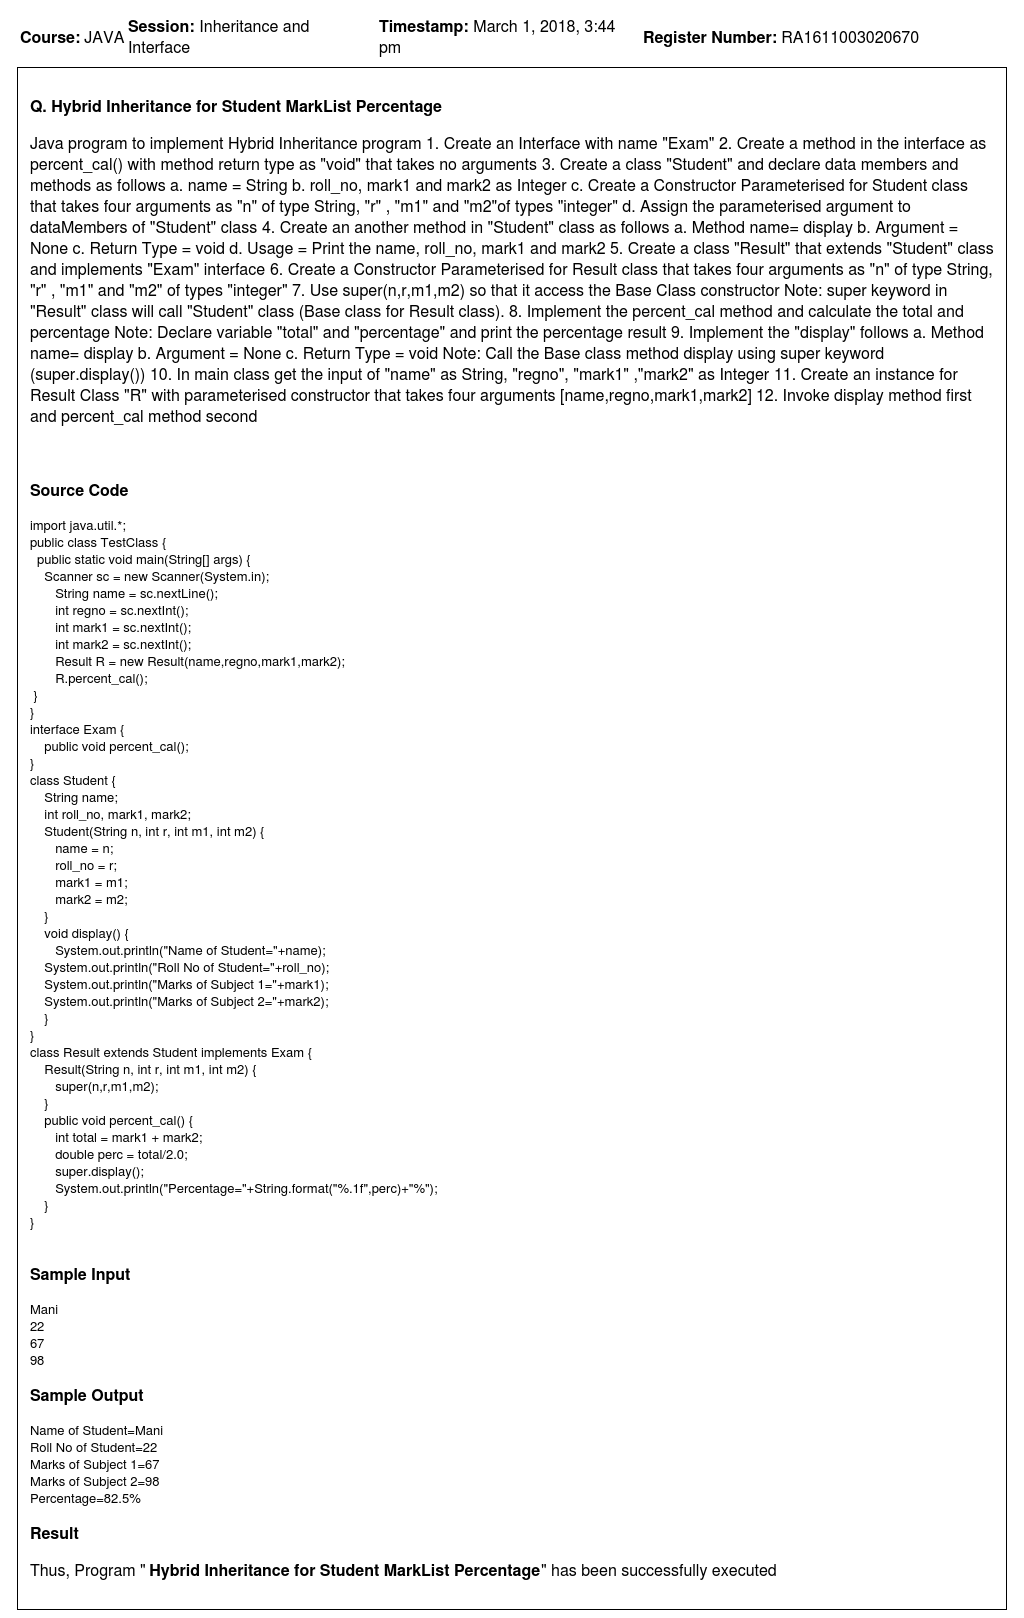 Course: JAVA Session: Inheritance and Interface Timestamp: March 1, 2018, 3:44 pm Register Number: RA1611003020670
Q. Hybrid Inheritance for Student MarkList Percentage
Java program to implement Hybrid Inheritance program 1. Create an Interface with name "Exam" 2. Create a method in the interface as
percent_cal() with method return type as "void" that takes no arguments 3. Create a class "Student" and declare data members and
methods as follows a. name = String b. roll_no, mark1 and mark2 as Integer c. Create a Constructor Parameterised for Student class
that takes four arguments as "n" of type String, "r" , "m1" and "m2"of types "integer" d. Assign the parameterised argument to
dataMembers of "Student" class 4. Create an another method in "Student" class as follows a. Method name= display b. Argument =
None c. Return Type = void d. Usage = Print the name, roll_no, mark1 and mark2 5. Create a class "Result" that extends "Student" class
and implements "Exam" interface 6. Create a Constructor Parameterised for Result class that takes four arguments as "n" of type String,
"r" , "m1" and "m2" of types "integer" 7. Use super(n,r,m1,m2) so that it access the Base Class constructor Note: super keyword in
"Result" class will call "Student" class (Base class for Result class). 8. Implement the percent_cal method and calculate the total and
percentage Note: Declare variable "total" and "percentage" and print the percentage result 9. Implement the "display" follows a. Method
name= display b. Argument = None c. Return Type = void Note: Call the Base class method display using super keyword
(super.display()) 10. In main class get the input of "name" as String, "regno", "mark1" ,"mark2" as Integer 11. Create an instance for
Result Class "R" with parameterised constructor that takes four arguments [name,regno,mark1,mark2] 12. Invoke display method first
and percent_cal method second
Source Code
import java.util.*;
public class TestClass {
public static void main(String[] args) {
Scanner sc = new Scanner(System.in);
String name = sc.nextLine();
int regno = sc.nextInt();
int mark1 = sc.nextInt();
int mark2 = sc.nextInt();
Result R = new Result(name,regno,mark1,mark2);
R.percent_cal();
}
}
interface Exam {
public void percent_cal();
}
class Student {
String name;
int roll_no, mark1, mark2;
Student(String n, int r, int m1, int m2) {
name = n;
roll_no = r;
mark1 = m1;
mark2 = m2;
}
void display() {
System.out.println("Name of Student="+name);
System.out.println("Roll No of Student="+roll_no);
System.out.println("Marks of Subject 1="+mark1);
System.out.println("Marks of Subject 2="+mark2);
}
}
class Result extends Student implements Exam {
Result(String n, int r, int m1, int m2) {
super(n,r,m1,m2);
}
public void percent_cal() {
int total = mark1 + mark2;
double perc = total/2.0;
super.display();
System.out.println("Percentage="+String.format("%.1f",perc)+"%");
}
}
Sample Input
Mani
22
67
98
Sample Output
Name of Student=Mani
Roll No of Student=22
Marks of Subject 1=67
Marks of Subject 2=98
Percentage=82.5%
Result
Thus, Program " Hybrid Inheritance for Student MarkList Percentage" has been successfully executed